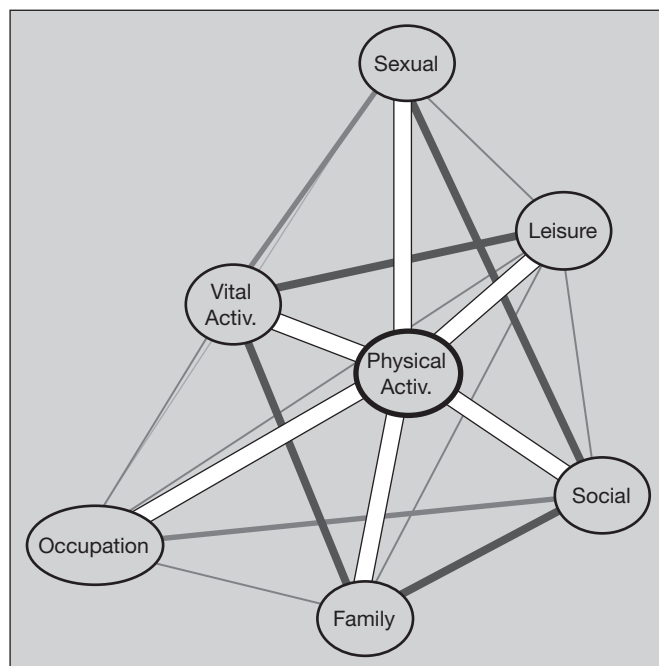 Sexual
Leisure
Vital
Activ.
Physical
Activ.
Social
Occupation
Family